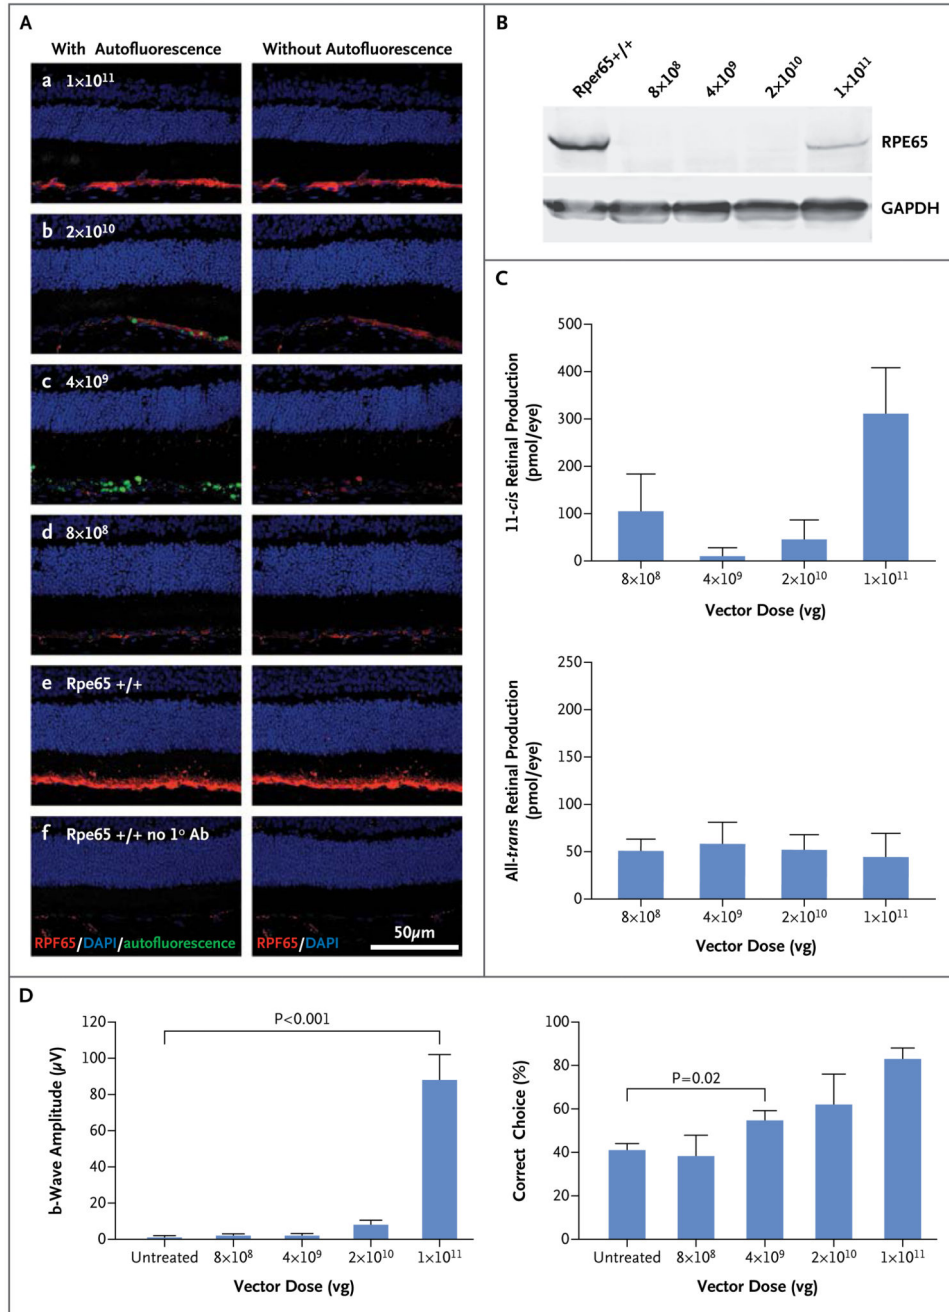 A
With Autofluorescence
Without Autofluorescence
a 1×10¹¹
b 2×10¹⁰
c 4×10⁹
d 8×10⁸
e Rpe65 +/+
f Rpe65 +/+ no 1° Ab
RPF65/DAPI/autofluorescence
RPF65/DAPI
50µm
B
Rper65+/+
8×10⁸
4×10⁹
2×10¹⁰
1×10¹¹
RPE65
GAPDH
C
11-cis Retinal Production
(pmol/eye)
500
400
300
200
100
0
8×10⁸ 4×10⁹ 2×10¹⁰ 1×10¹¹
Vector Dose (vg)
All-trans Retinal Production
(pmol/eye)
250
200
150
100
50
0
8×10⁸ 4×10⁹ 2×10¹⁰ 1×10¹¹
Vector Dose (vg)
D
b-Wave Amplitude (µV)
120
100
80
60
40
20
0
P<0.001
Untreated 8×10⁸ 4×10⁹ 2×10¹⁰ 1×10¹¹
Vector Dose (vg)
Correct Choice (%)
100
80
60
40
20
0
P=0.02
Untreated 8×10⁸ 4×10⁹ 2×10¹⁰ 1×10¹¹
Vector Dose (vg)